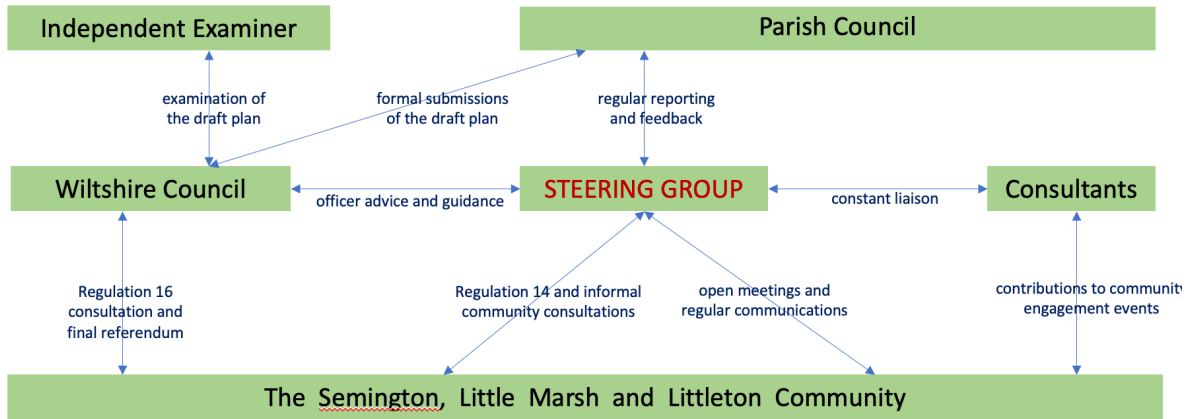 Independent Examiner
Parish Council
examination of
the draft plan
formal submissions
of the draft plan
regular reporting
and feedback
Wiltshire Council
officer advice and guidance
STEERING GROUP
constant liaison
Consultants
Regulation 16
consultation and
final referendum
Regulation 14 and informal
community consultations
open meetings and
regular communications
contributions to community
engagement events
The Semington, Little Marsh and Littleton Community